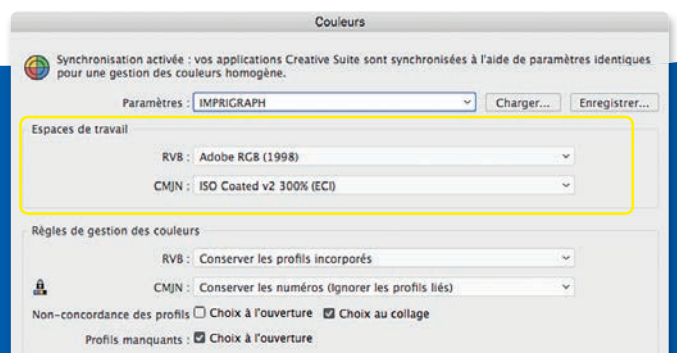 Couleurs
Synchronisation activée : vos applications Creative Suite sont synchronisées à l'aide de paramètres identiques
pour une gestion des couleurs homogène.
Paramètres : IMPRIGRAPH Charger... Enregistrer...
Espaces de travail
RVB : Adobe RGB (1998)
CMJN : ISO Coated v2 300% (ECI)
Règles de gestion des couleurs
RVB : Conserver les profils incorporés
CMJN : Conserver les numéros (Ignorer les profils liés)
Non-concordance des profils Choix à l'ouverture Choix au collage
Profils manquants : Choix à l'ouverture